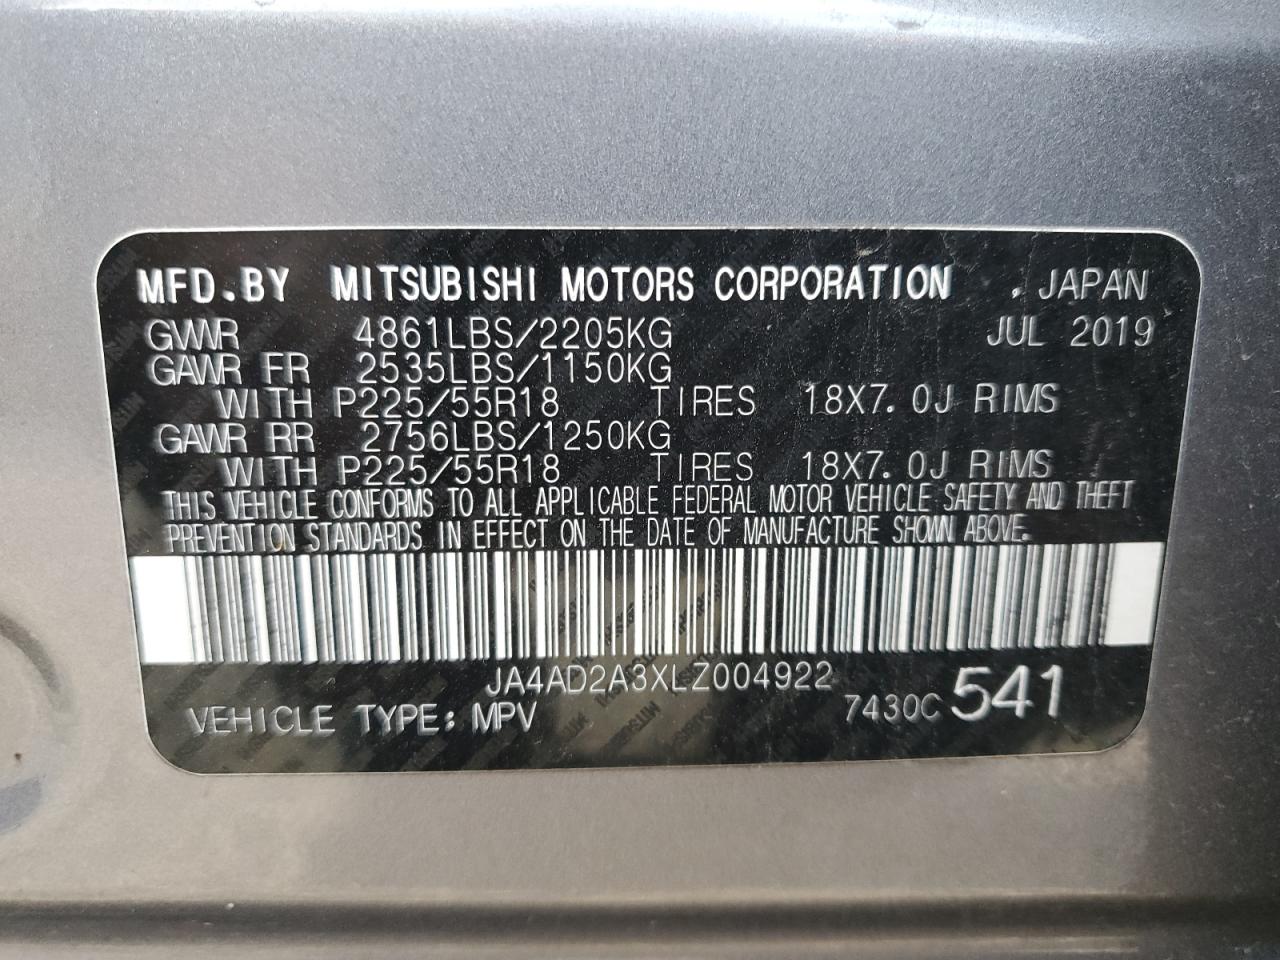 MFD.BY MITSUBISHI MOTORS CORPORATION . JAPAN
GVWR 4861LBS/2205KG JUL 2019
GAWR FR 2535LBS/1150KG
WITH P225/55R18 TIRES 18X7.0J RIMS
GAWR RR 2756LBS/1250KG
WITH P225/55R18 TIRES 18X7.0J RIMS
THIS VEHICLE CONFORMS TO ALL APPLICABLE FEDERAL MOTOR VEHICLE SAFETY AND THEFT
PREVENTION STANDARDS IN EFFECT ON THE DATE OF MANUFACTURE SHOWN ABOVE.
JA4AD2A3XLZ004922
VEHICLE TYPE: MPV 7430C 541